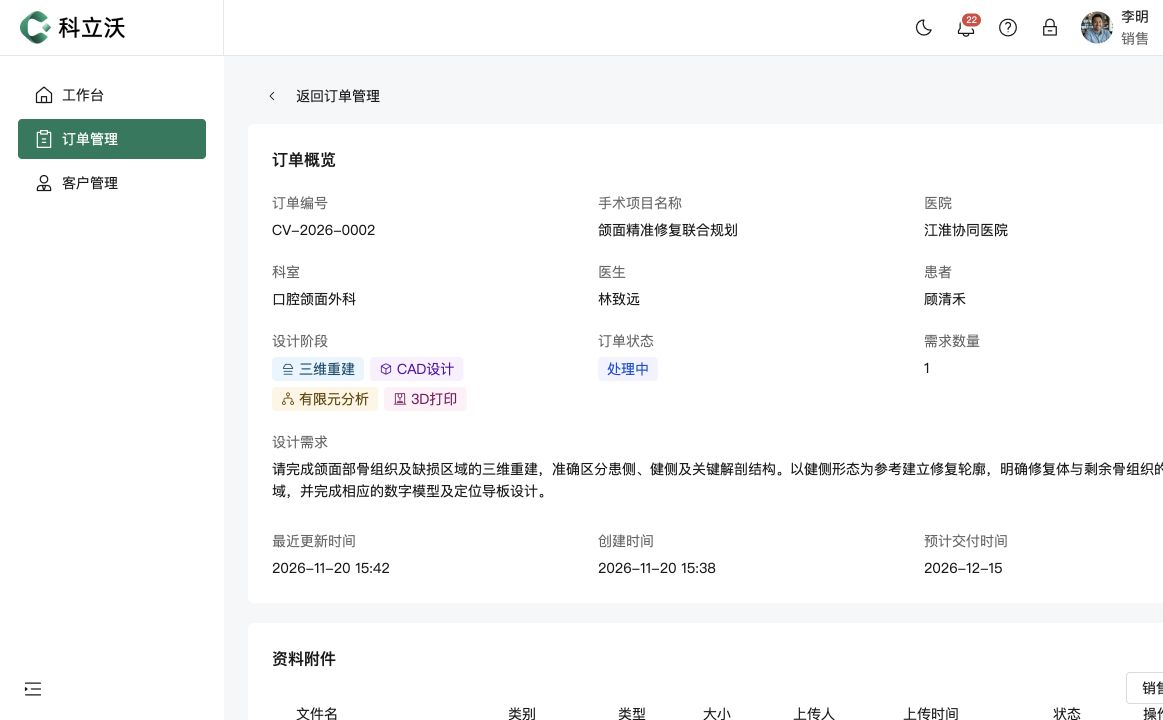 科立沃
22
李明
销售
工作台
订单管理
客户管理
返回订单管理
订单概览
订单编号 手术项目名称 医院
CV-2026-0002 颌面精准修复联合规划 江淮协同医院
科室 医生 患者
口腔颌面外科 林致远 顾清禾
设计阶段 订单状态 需求数量
三维重建 CAD设计 处理中 1
有限元分析 3D打印
设计需求
请完成颌面部骨组织及缺损区域的三维重建，准确区分患侧、健侧及关键解剖结构。以健侧形态为参考建立修复轮廓，明确修复体与剩余骨组织的
域，并完成相应的数字模型及定位导板设计。
最近更新时间 创建时间 预计交付时间
2026-11-20 15:42 2026-11-20 15:38 2026-12-15
资料附件
销售
文件名 类别 类型 大小 上传人 上传时间 状态 操作